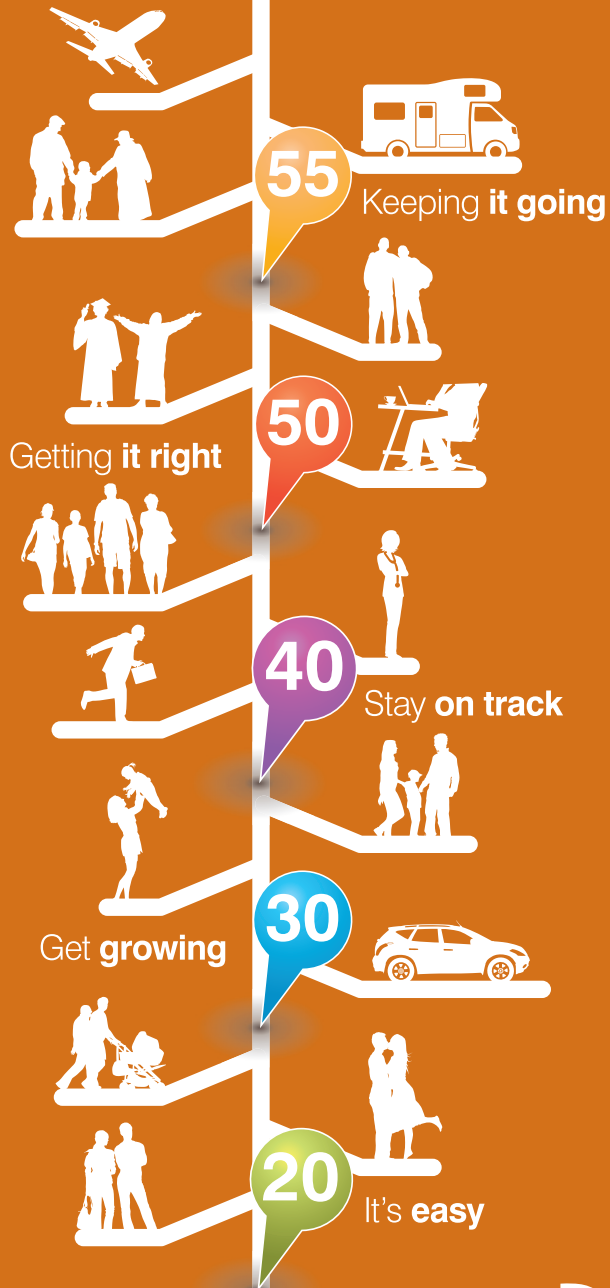 55
Keeping it going
50
Getting it right
40
Stay on track
30
Get growing
20
It's easy